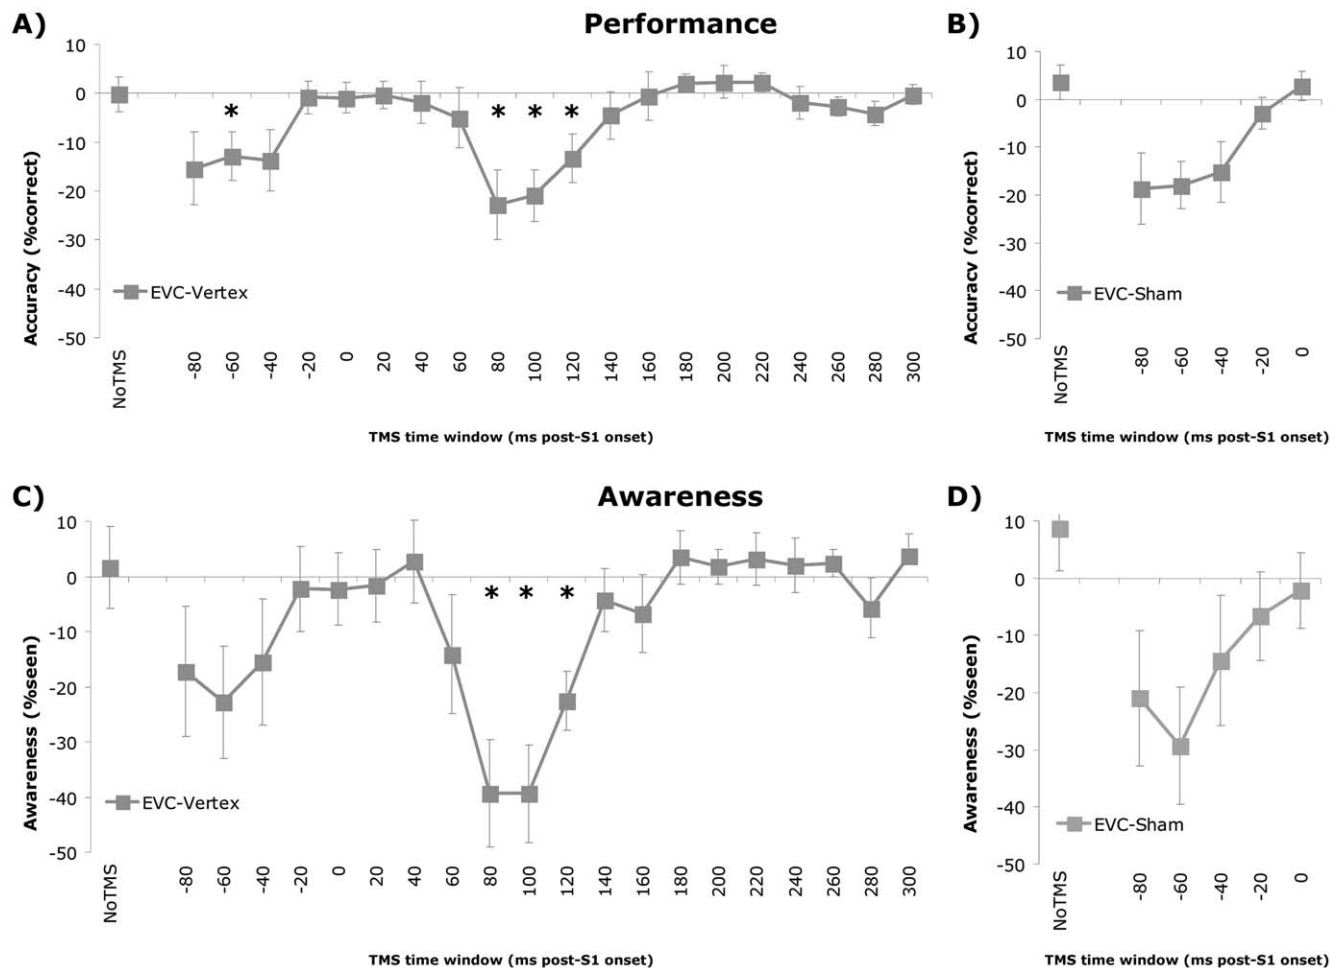 A)
Performance
B)
10
0
-10
-20
-30
-40
-50
Accuracy (%correct)
* * * *
EVC-Vertex
NoTMS -80 -60 -40 -20 0 20 40 60 80 100 120 140 160 180 200 220 240 260 280 300
TMS time window (ms post-S1 onset)
10
0
-10
-20
-30
-40
-50
Accuracy (%correct)
EVC-Sham
NoTMS -80 -60 -40 -20 0
TMS time window (ms post-S1 onset)
C)
Awareness
D)
10
0
-10
-20
-30
-40
-50
Awareness (%seen)
* * *
EVC-Vertex
NoTMS -80 -60 -40 -20 0 20 40 60 80 100 120 140 160 180 200 220 240 260 280 300
TMS time window (ms post-S1 onset)
10
0
-10
-20
-30
-40
-50
Awareness (%seen)
EVC-Sham
NoTMS -80 -60 -40 -20 0
TMS time window (ms post-S1 onset)